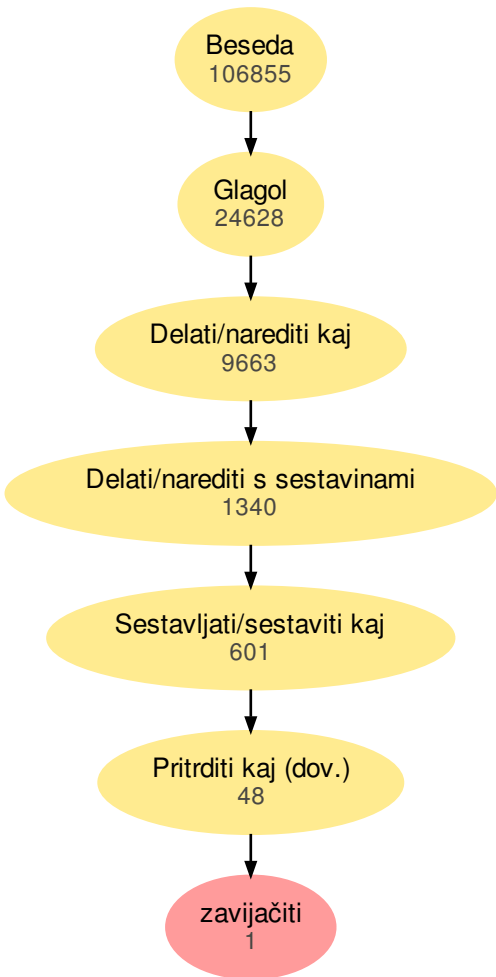 Beseda
106855
Glagol
24628
Delati/narediti kaj
9663
Delati/narediti s sestavinami
1340
Sestavljati/sestaviti kaj
601
Pritrditi kaj (dov.)
48
zavijačiti
1